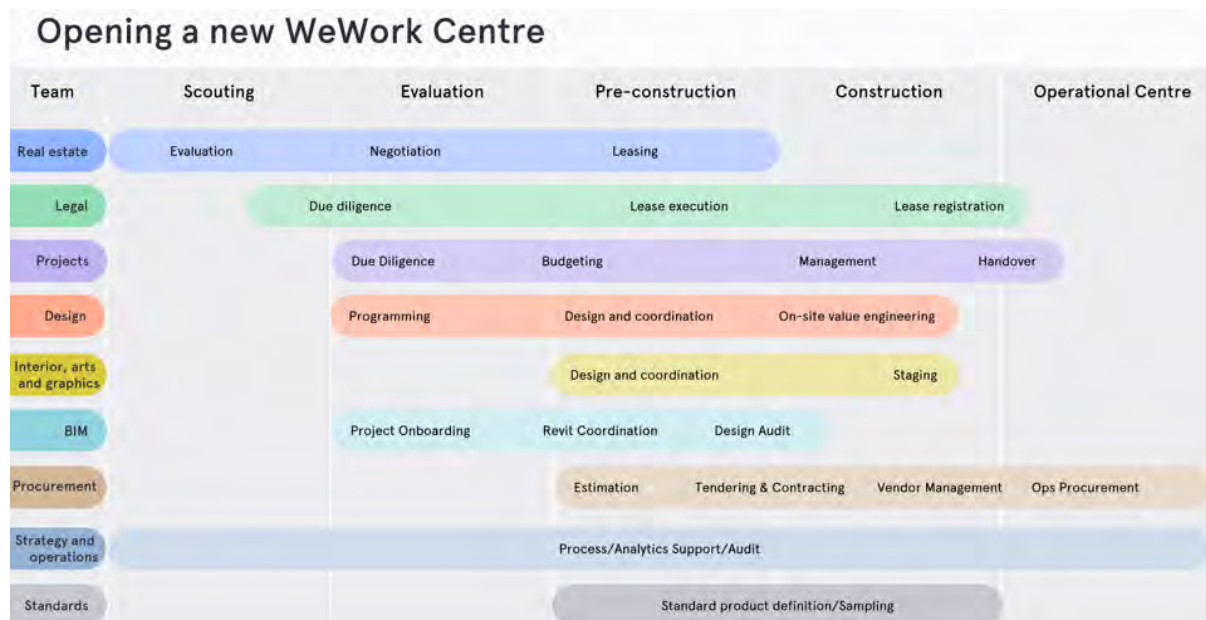 Opening a new WeWork Centre
Team Scouting Evaluation Pre-construction Construction Operational Centre
Real estate Evaluation Negotiation Leasing
Legal Due diligence Lease execution Lease registration
Projects Due Diligence Budgeting Management Handover
Design Programming Design and coordination On-site value engineering
Interior, arts
and graphics Design and coordination Staging
BIM Project Onboarding Revit Coordination Design Audit
Procurement Estimation Tendering & Contracting Vendor Management Ops Procurement
Strategy and
operations Process/Analytics Support/Audit
Standards Standard product definition/Sampling